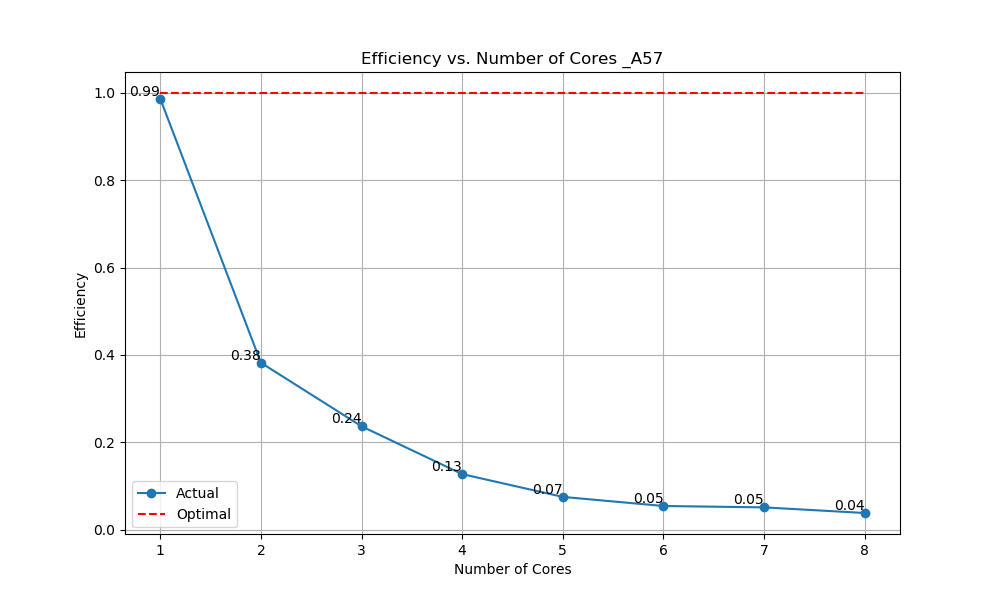 Efficiency vs. Number of Cores _A57
Efficiency
1.0
0.8
0.6
0.4
0.2
0.0
0.99
0.38
0.24
0.13
0.07
0.05
0.05
0.04
Actual
Optimal
1 2 3 4 5 6 7 8
Number of Cores